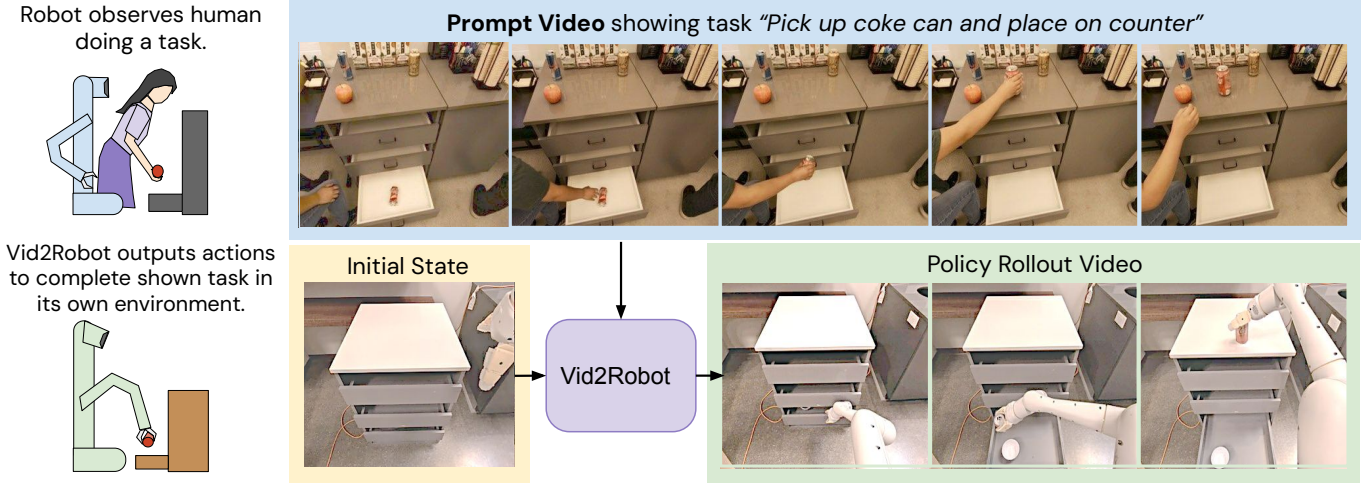 Robot observes human
doing a task.
Prompt Video showing task “Pick up coke can and place on counter”
Vid2Robot outputs actions
to complete shown task in
its own environment.
Initial State
Vid2Robot
Policy Rollout Video